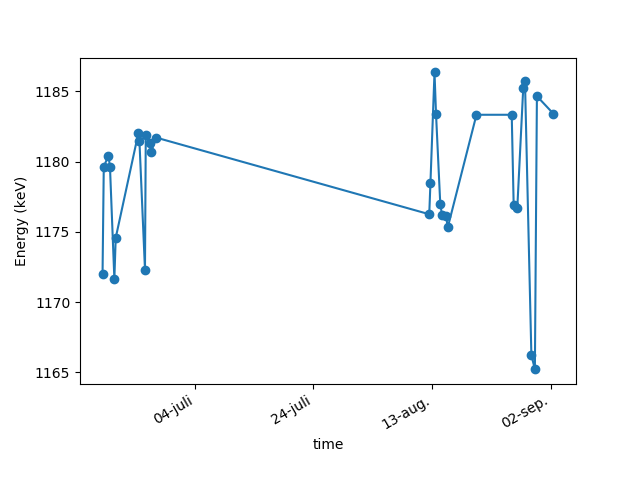 1185
1180
1175
1170
1165
Energy (keV)
04-juli
24-juli
13-aug.
02-sep.
time